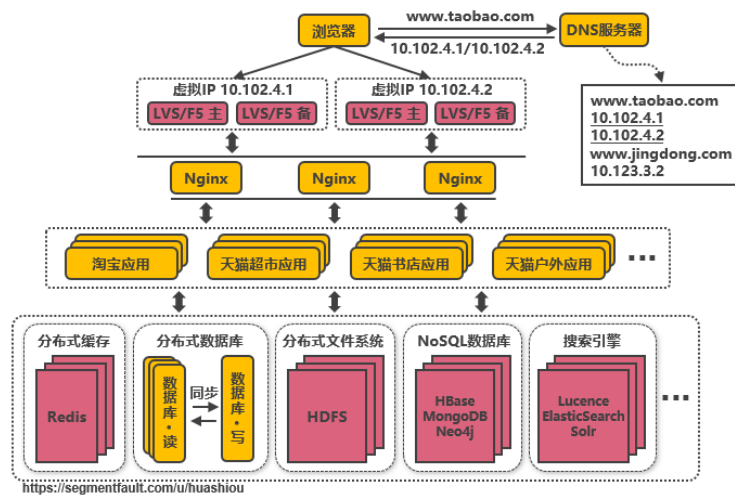 浏览器
www.taobao.com
10.102.4.1/10.102.4.2
DNS服务器
虚拟IP 10.102.4.1
LVS/F5 主
LVS/F5 备
虚拟IP 10.102.4.2
LVS/F5 主
LVS/F5 备
www.taobao.com
10.102.4.1
10.102.4.2
www.jingdong.com
10.123.3.2
Nginx
Nginx
Nginx
淘宝应用
天猫超市应用
天猫书店应用
天猫户外应用
...
分布式缓存
Redis
分布式数据库
数据库·读
同步
数据库·写
分布式文件系统
HDFS
NoSQL数据库
HBase
MongoDB
Neo4j
搜索引擎
Lucence
ElasticSearch
Solr
...
https://segmentfault.com/u/huashiou